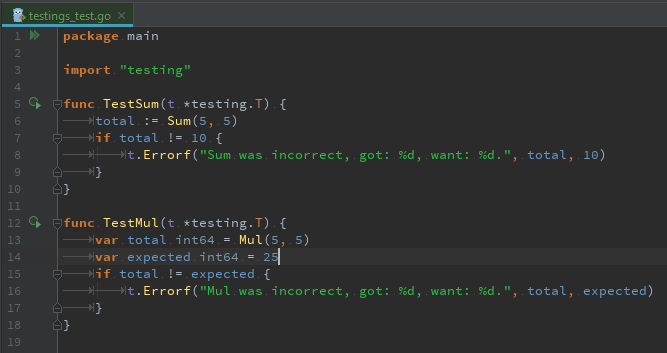 testings_test.go
1 package main
2
3 import "testing"
4
5 func TestSum(t *testing.T) {
6 total := Sum(5, 5)
7 if total != 10 {
8 t.Errorf("Sum was incorrect, got: %d, want: %d.", total, 10)
9 }
10 }
11
12 func TestMul(t *testing.T) {
13 var total int64 = Mul(5, 5)
14 var expected int64 = 25
15 if total != expected {
16 t.Errorf("Mul was incorrect, got: %d, want: %d.", total, expected)
17 }
18 }
19